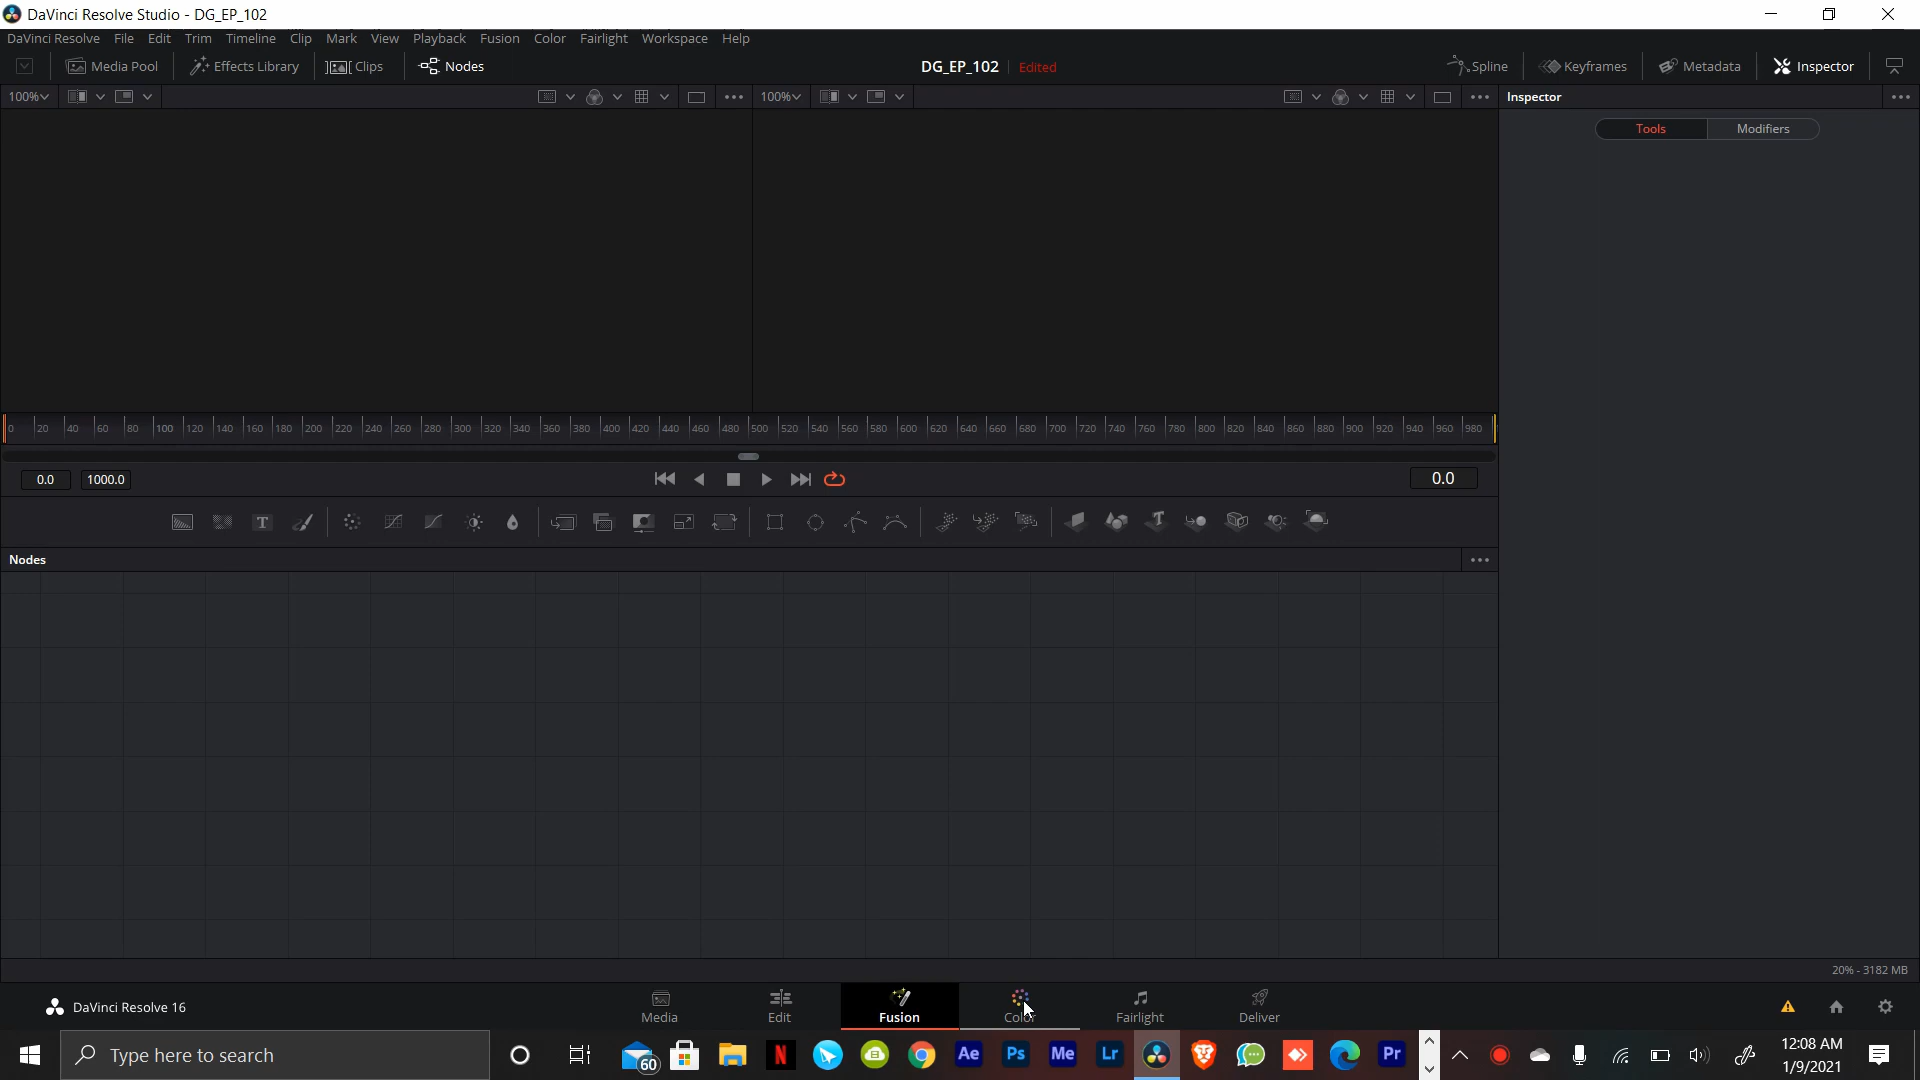 DaVinci Resolve Studio - DG_EP_102
DaVinci Resolve File Edit Trim Timeline Clip Mark View Playback Fusion Color Fairlight Workspace Help
Media Pool Effects Library Clips Nodes DG_EP_102 Edited Spline Keyframes Metadata Inspector
100% 100% Inspector
Tools Modifiers
0 20 40 60 80 100 120 140 160 180 200 220 240 260 280 300 320 340 360 380 400 420 440 460 480 500 520 540 560 580 600 620 640 660 680 700 720 740 760 780 800 820 840 860 880 900 920 940 960 980
0.0 1000.0 0.0
Nodes
20% - 3182 MB
DaVinci Resolve 16 Media Edit Fusion Color Fairlight Deliver
Type here to search 60 N Ae Ps Me Lr Pr 12:08 AM
1/9/2021